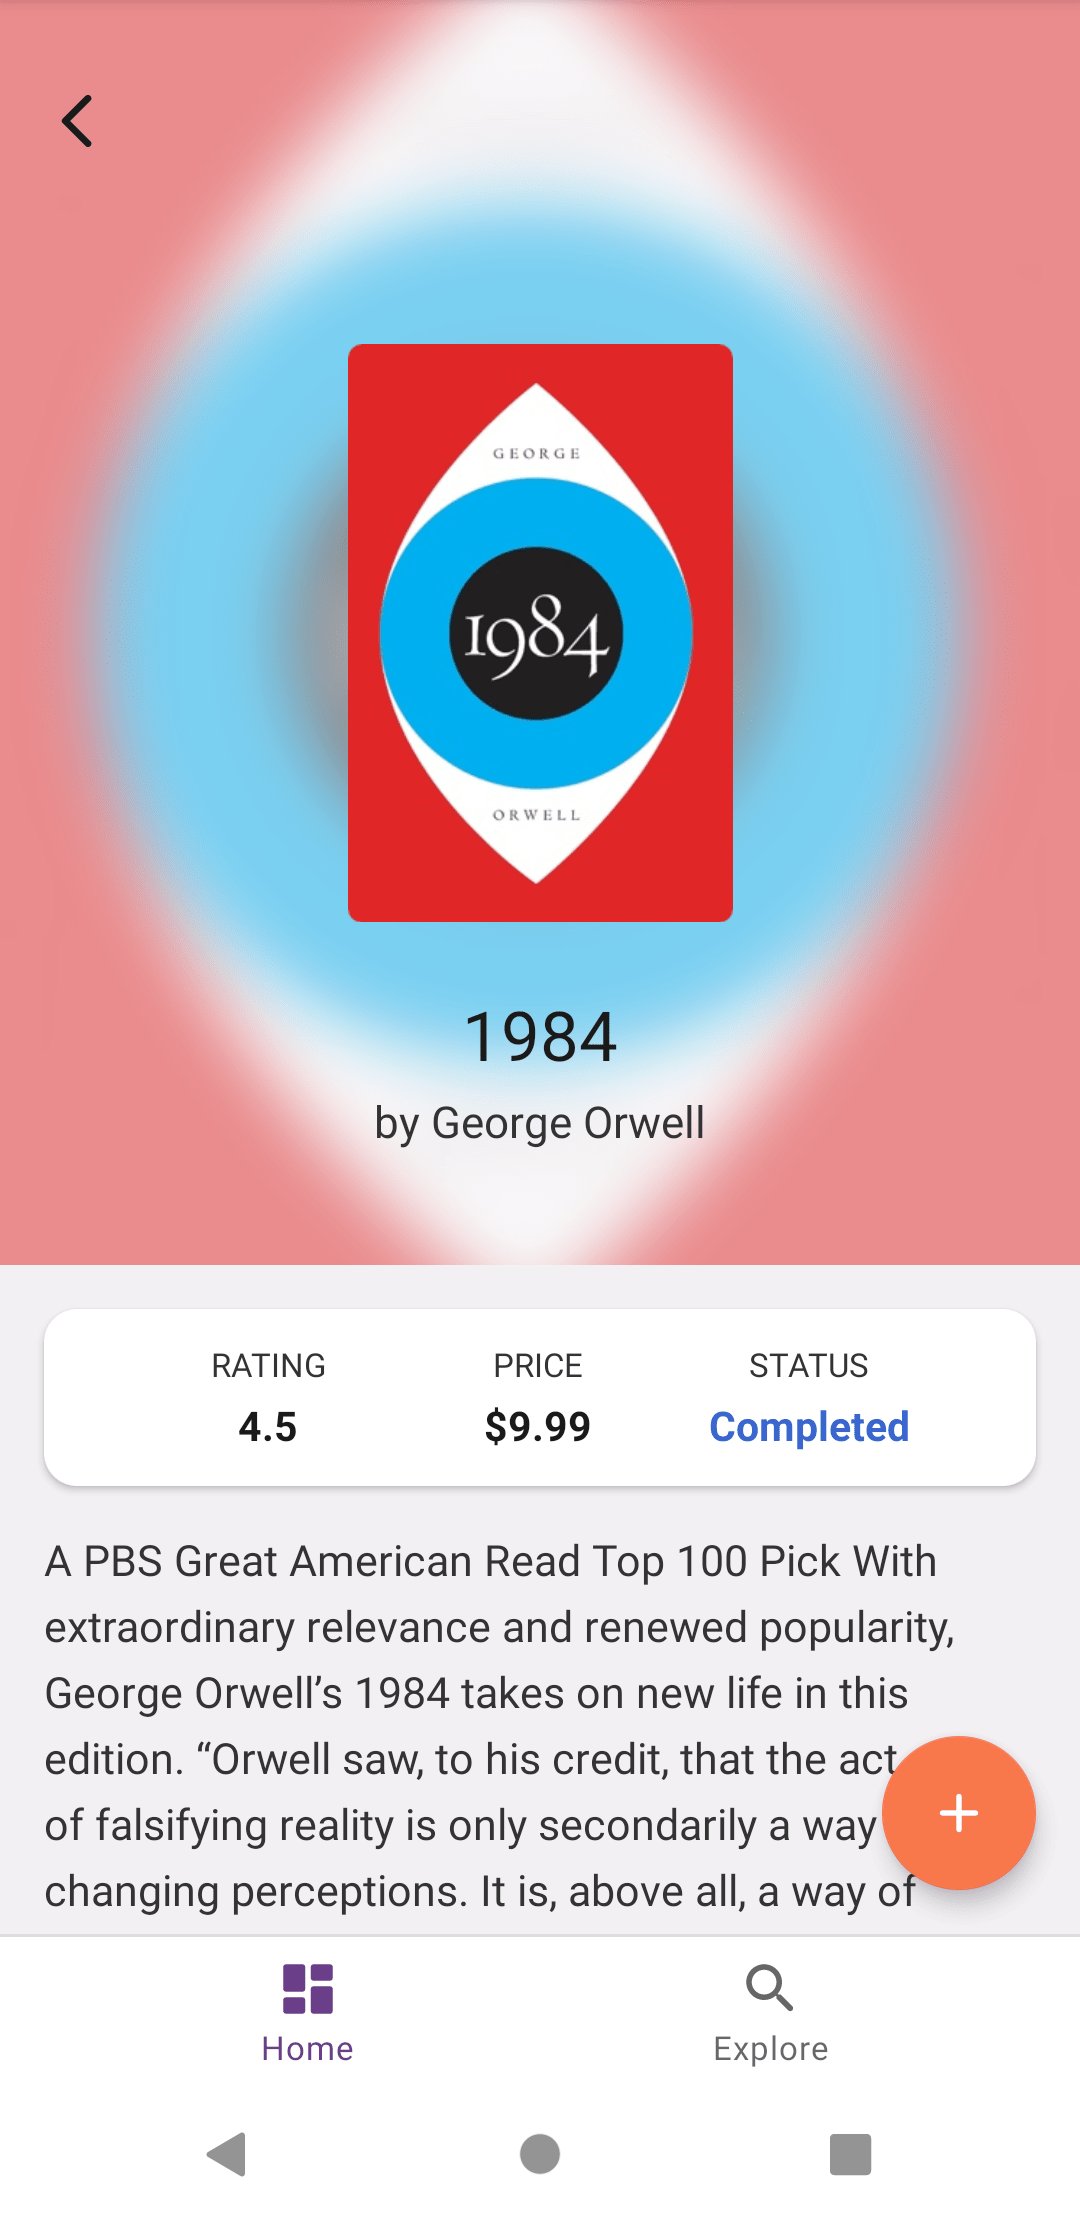 GEORGE
1984
ORWELL
1984
by George Orwell
RATING
4.5
PRICE
$9.99
STATUS
Completed
A PBS Great American Read Top 100 Pick With
extraordinary relevance and renewed popularity,
George Orwell’s 1984 takes on new life in this
edition. “Orwell saw, to his credit, that the act
of falsifying reality is only secondarily a way
changing perceptions. It is, above all, a way of
Home
Explore